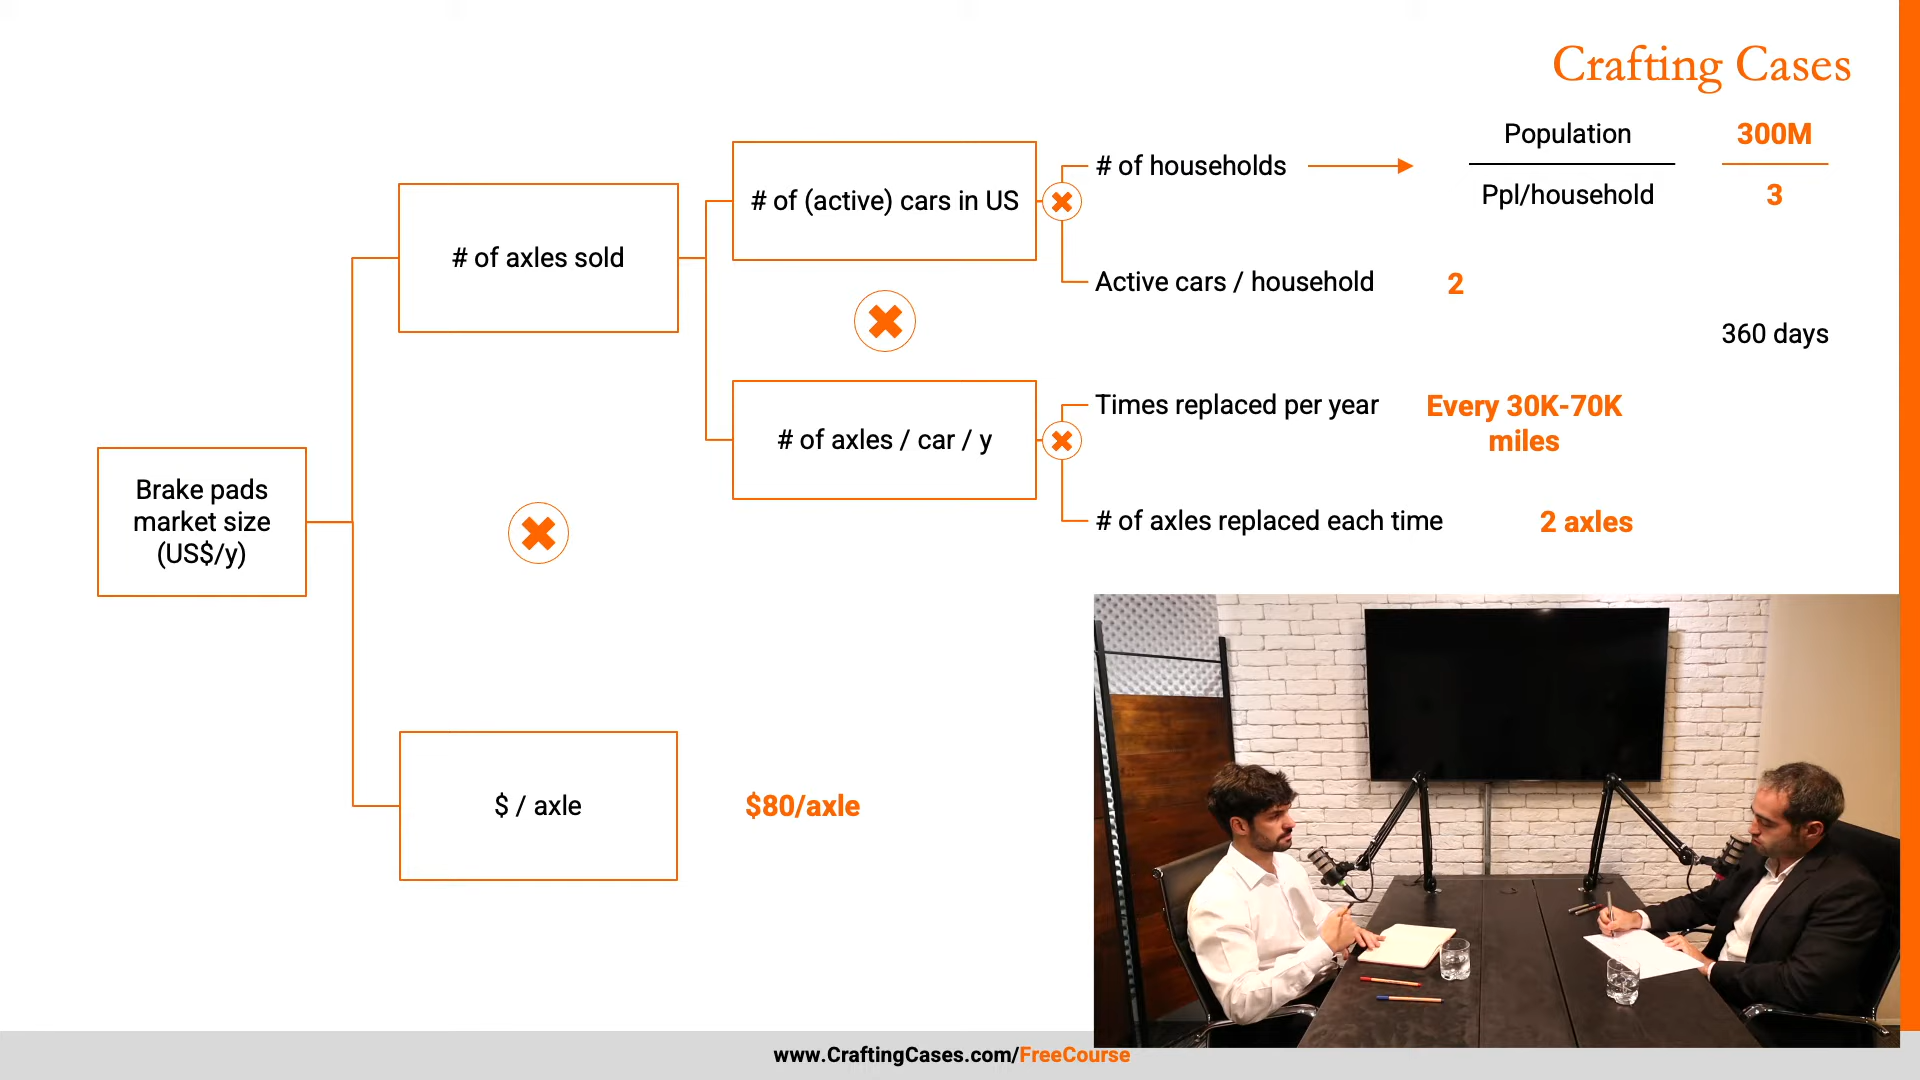 Crafting Cases
Population
300M
# of households
Ppl/household
3
# of (active) cars in US
# of axles sold
Active cars / household
2
360 days
Times replaced per year
Every 30K-70K
miles
# of axles / car / y
Brake pads
market size
(US$/y)
# of axles replaced each time
2 axles
$ / axle
$80/axle
www.CraftingCases.com/FreeCourse